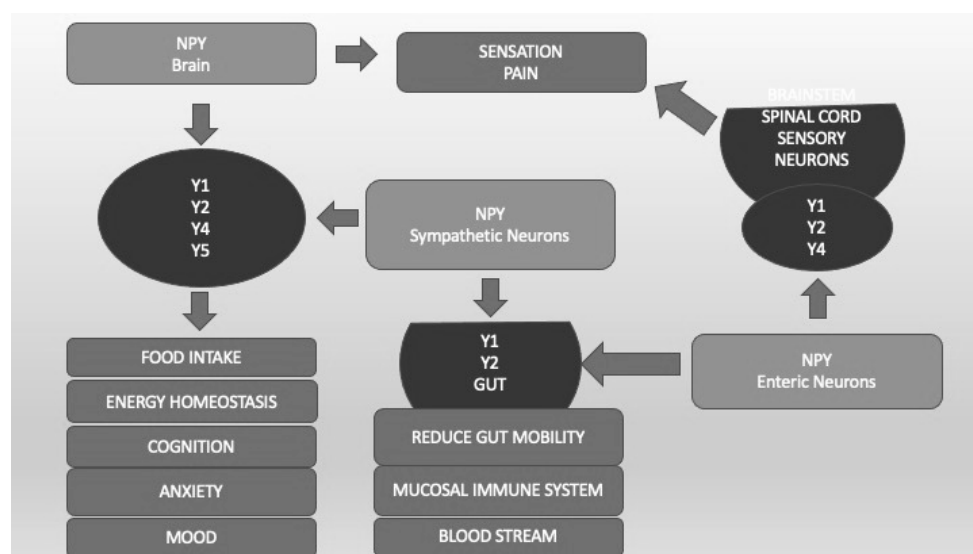 NPY
Brain
SENSATION
PAIN
BRAINSTEM
SPINAL CORD
SENSORY
NEURONS
Y1
Y2
Y4
Y5
NPY
Sympathetic Neurons
Y1
Y2
Y4
Y1
Y2
GUT
NPY
Enteric Neurons
FOOD INTAKE
ENERGY HOMEOSTASIS
COGNITION
ANXIETY
MOOD
REDUCE GUT MOBILITY
MUCOSAL IMMUNE SYSTEM
BLOOD STREAM